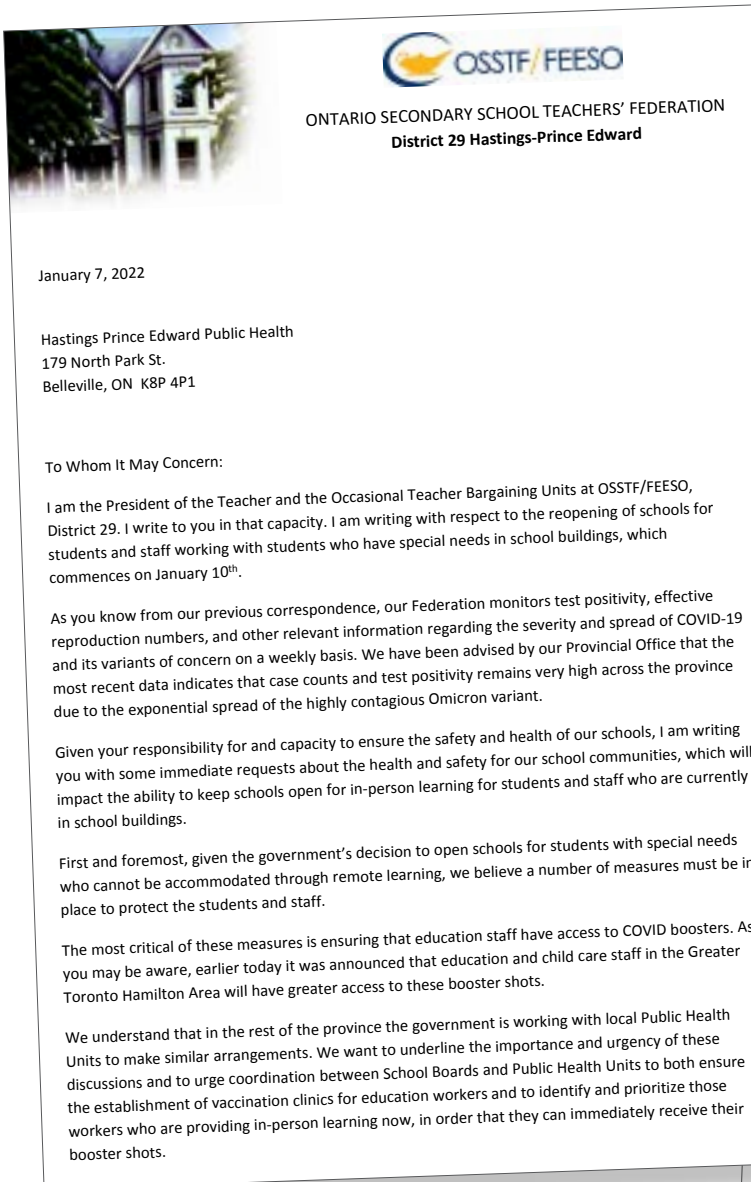 OSSTF/FEESO
ONTARIO SECONDARY SCHOOL TEACHERS' FEDERATION
District 29 Hastings-Prince Edward
January 7, 2022
Hastings Prince Edward Public Health
179 North Park St.
Belleville, ON K8P 4P1
To Whom It May Concern:
I am the President of the Teacher and the Occasional Teacher Bargaining Units at OSSTF/FEESO,
District 29. I write to you in that capacity. I am writing with respect to the reopening of schools for
students and staff working with students who have special needs in school buildings, which
commences on January 10th.
As you know from our previous correspondence, our Federation monitors test positivity, effective
reproduction numbers, and other relevant information regarding the severity and spread of COVID-19
and its variants of concern on a weekly basis. We have been advised by our Provincial Office that the
most recent data indicates that case counts and test positivity remains very high across the province
due to the exponential spread of the highly contagious Omicron variant.
Given your responsibility for and capacity to ensure the safety and health of our schools, I am writing
you with some immediate requests about the health and safety for our school communities, which will
impact the ability to keep schools open for in-person learning for students and staff who are currently
in school buildings.
First and foremost, given the government's decision to open schools for students with special needs
who cannot be accommodated through remote learning, we believe a number of measures must be in
place to protect the students and staff.
The most critical of these measures is ensuring that education staff have access to COVID boosters. As
you may be aware, earlier today it was announced that education and child care staff in the Greater
Toronto Hamilton Area will have greater access to these booster shots.
We understand that in the rest of the province the government is working with local Public Health
Units to make similar arrangements. We want to underline the importance and urgency of these
discussions and to urge coordination between School Boards and Public Health Units to both ensure
the establishment of vaccination clinics for education workers and to identify and prioritize those
workers who are providing in-person learning now, in order that they can immediately receive their
booster shots.